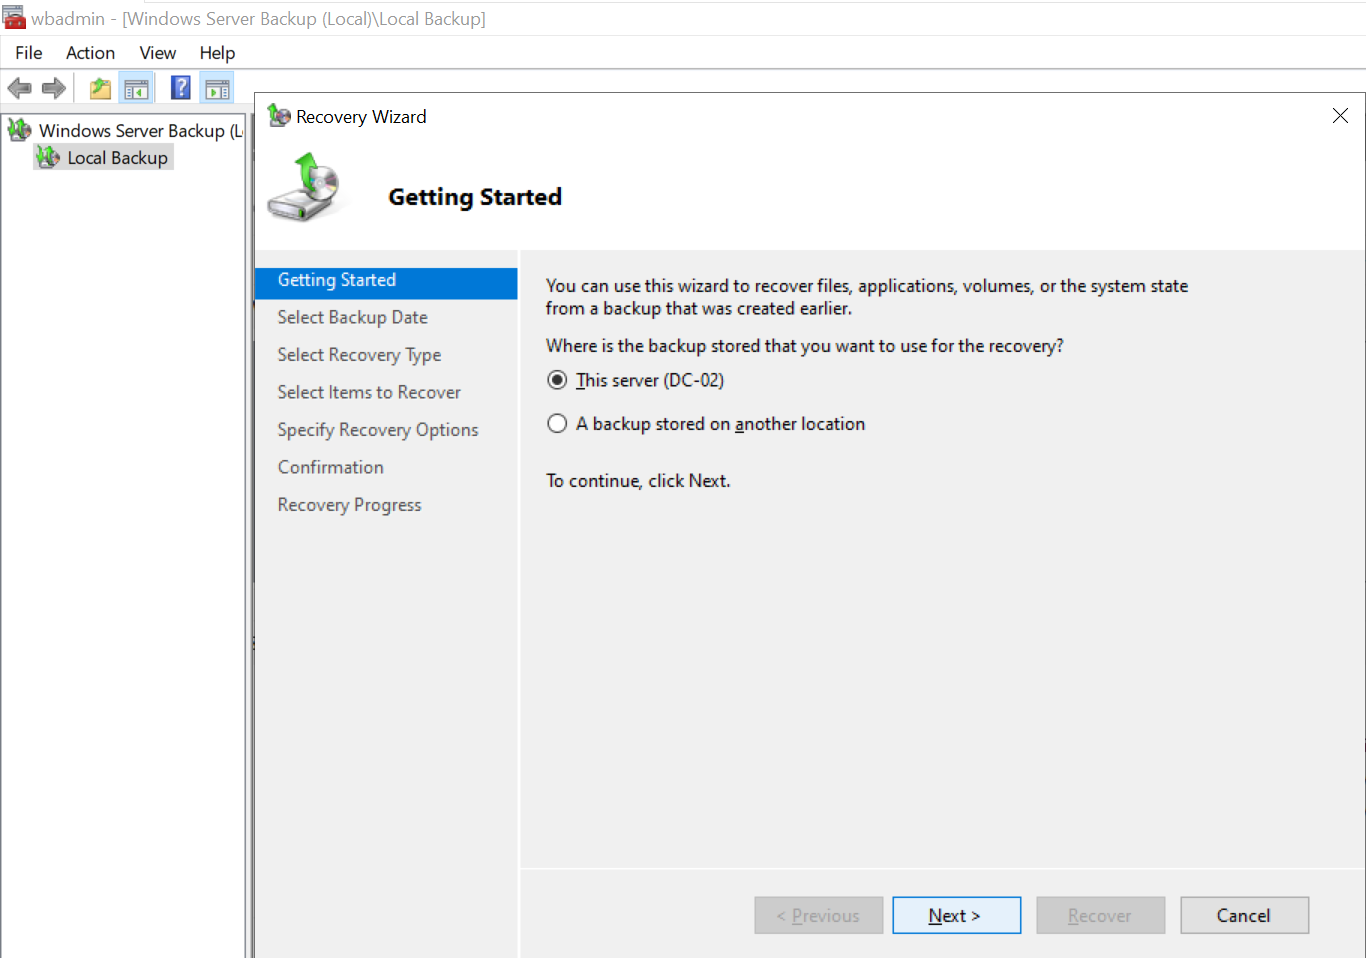 wbadmin - [Windows Server Backup (Local)\Local Backup]
File Action View Help
Windows Server Backup (L
Local Backup
Recovery Wizard
Getting Started
Getting Started
Select Backup Date
Select Recovery Type
Select Items to Recover
Specify Recovery Options
Confirmation
Recovery Progress
You can use this wizard to recover files, applications, volumes, or the system state
from a backup that was created earlier.
Where is the backup stored that you want to use for the recovery?
This server (DC-02)
A backup stored on another location
To continue, click Next.
< Previous
Next >
Recover
Cancel